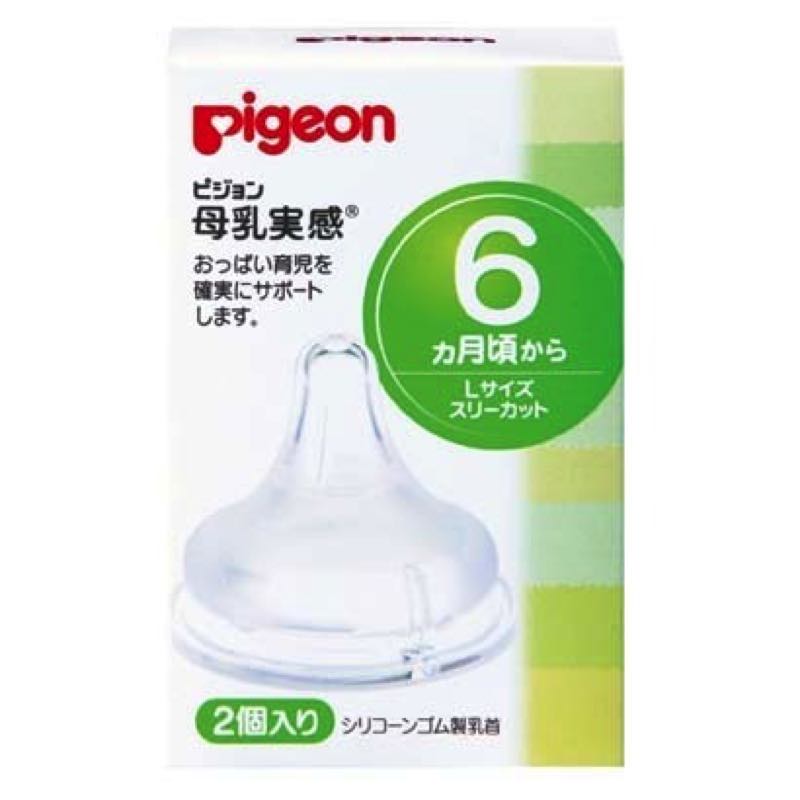 pigeon
pigeon
ピジョン
母乳実感®
おっぱい育児を
確実にサポート
します。
6
ヵ月頃から
Lサイズ
スリーカット
2個入り
シリコーンゴム製乳首